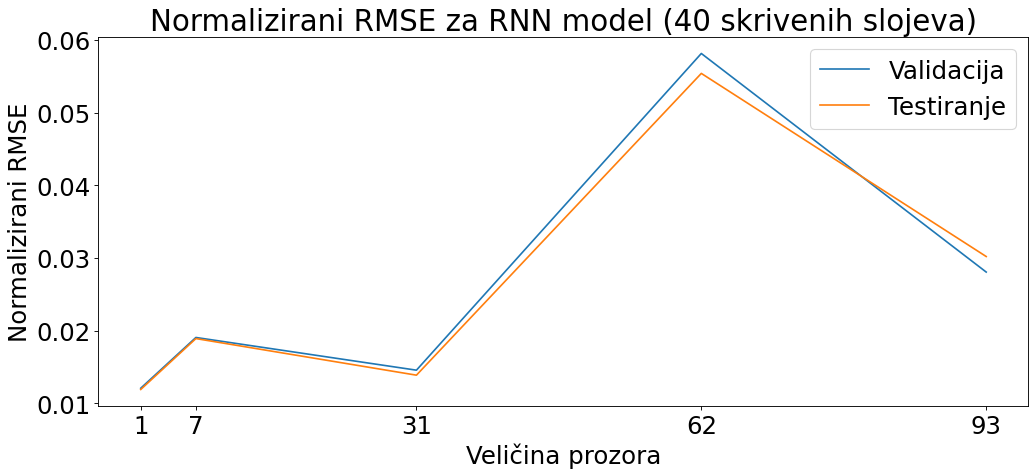 Normalizirani RMSE za RNN model (40 skrivenih slojeva)
Normalizirani RMSE
0.06
0.05
0.04
0.03
0.02
0.01
Validacija
Testiranje
1 7 31 62 93
Veličina prozora